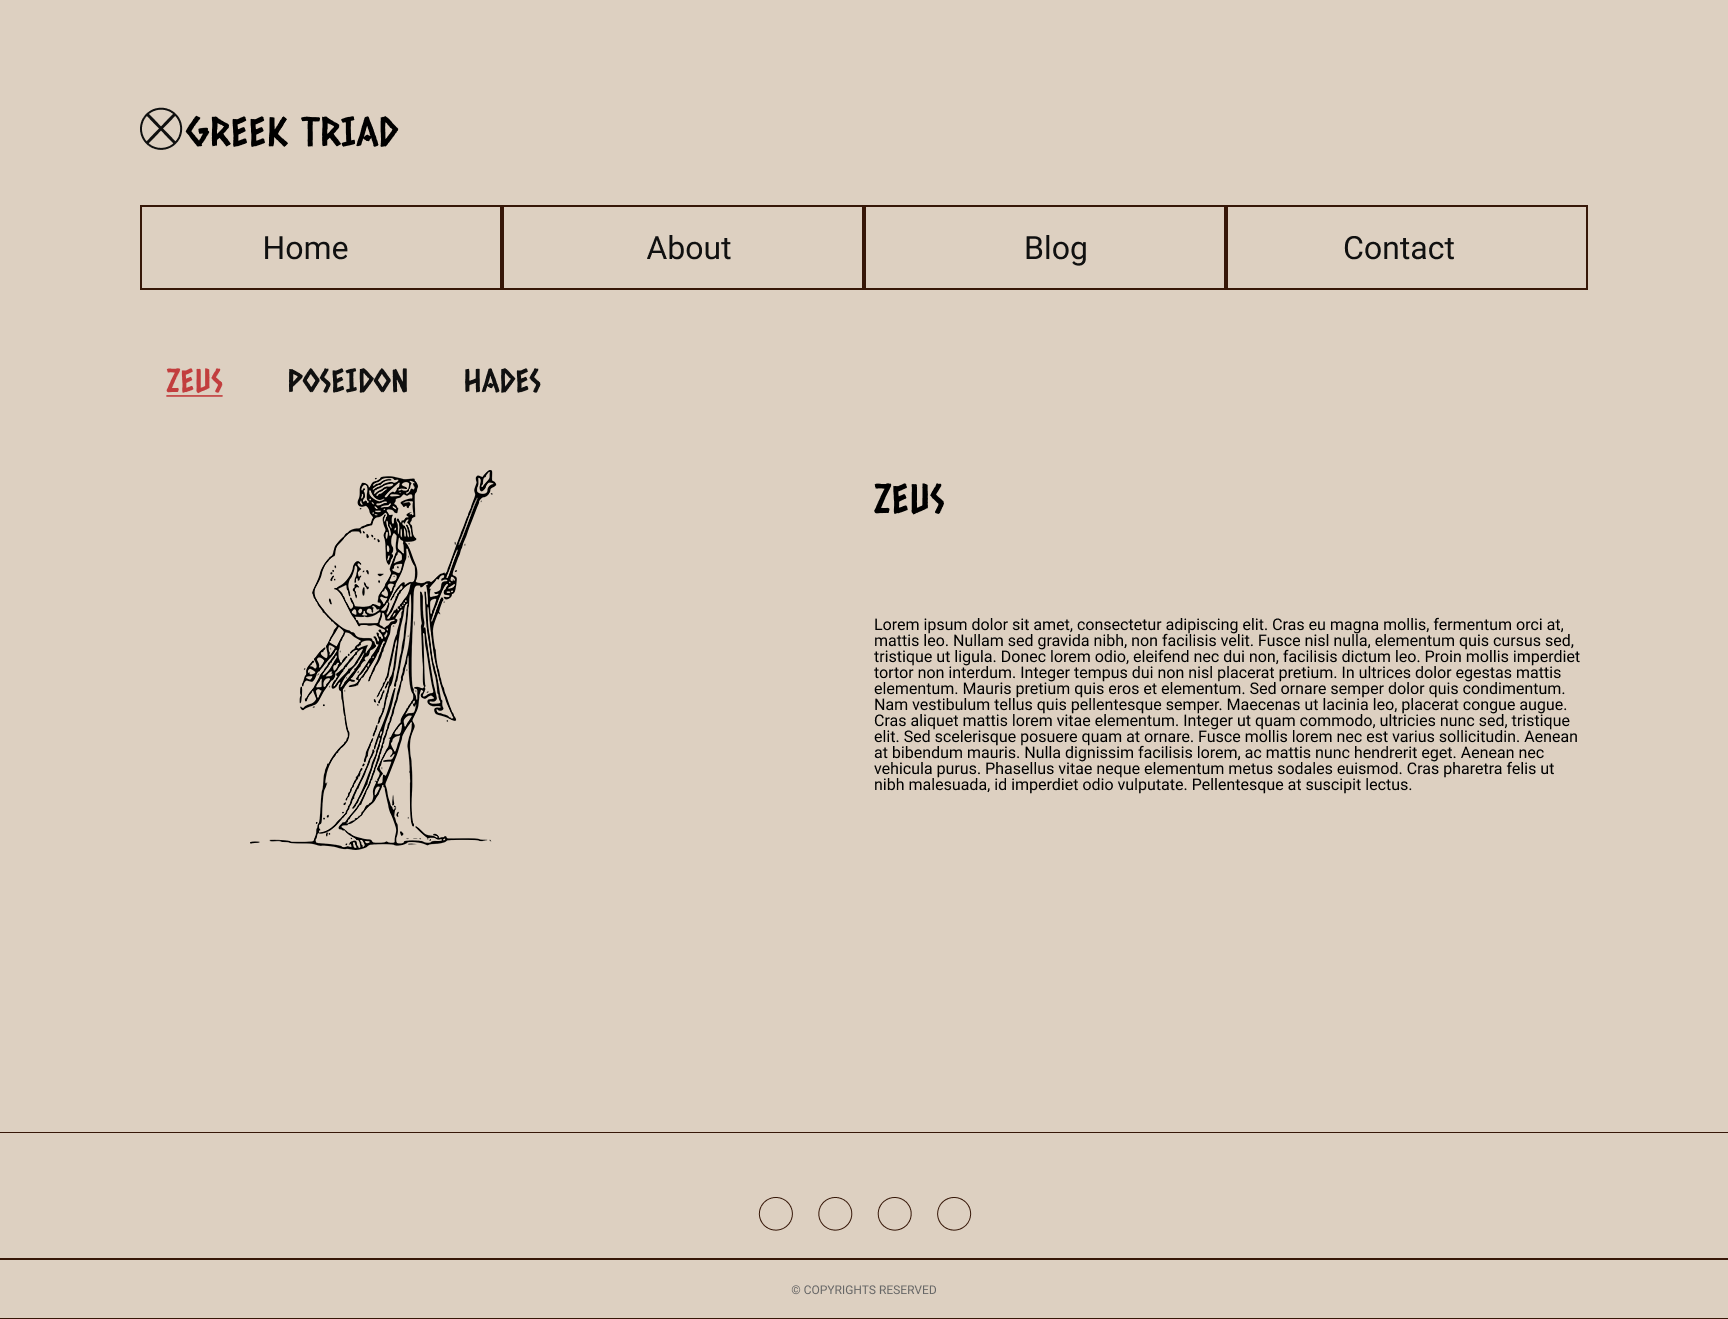 GREEK TRIAD
Home About Blog Contact
ZEUS POSEIDON HADES
ZEUS
Lorem ipsum dolor sit amet, consectetur adipiscing elit. Cras eu magna mollis, fermentum orci at,
mattis leo. Nullam sed gravida nibh, non facilisis velit. Fusce nisl nulla, elementum quis cursus sed,
tristique ut ligula. Donec lorem odio, eleifend nec dui non, facilisis dictum leo. Proin mollis imperdiet
tortor non interdum. Integer tempus dui non nisl placerat pretium. In ultrices dolor egestas mattis
elementum. Mauris pretium quis eros et elementum. Sed ornare semper dolor quis condimentum.
Nam vestibulum tellus quis pellentesque semper. Maecenas ut lacinia leo, placerat congue augue.
Cras aliquet mattis lorem vitae elementum. Integer ut quam commodo, ultricies nunc sed, tristique
elit. Sed scelerisque posuere quam at ornare. Fusce mollis lorem nec est varius sollicitudin. Aenean
at bibendum mauris. Nulla dignissim facilisis lorem, ac mattis nunc hendrerit eget. Aenean nec
vehicula purus. Phasellus vitae neque elementum metus sodales euismod. Cras pharetra felis ut
nibh malesuada, id imperdiet odio vulputate. Pellentesque at suscipit lectus.
© COPYRIGHTS RESERVED